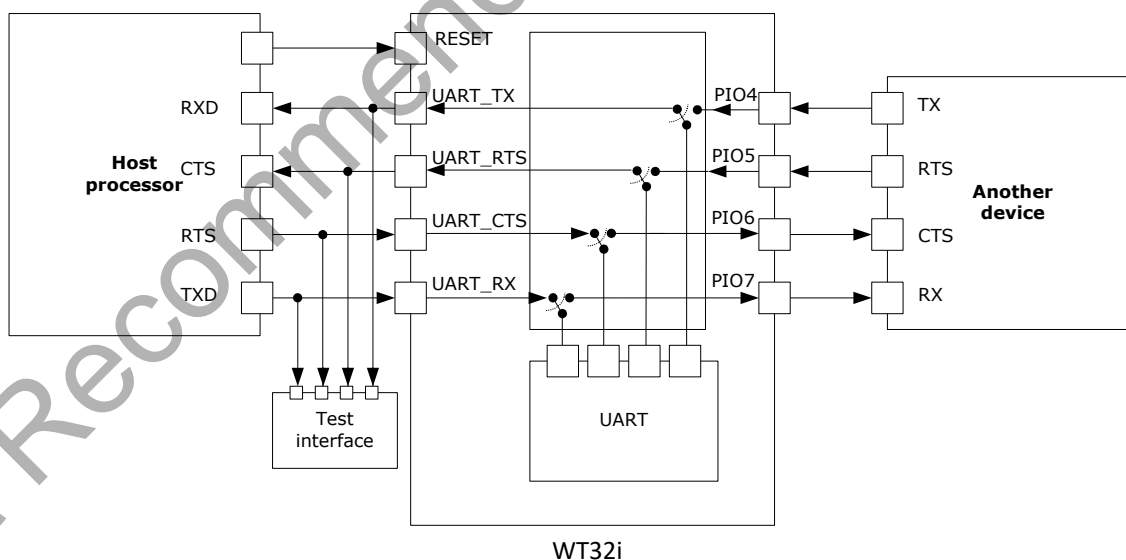 RESET
RXD
UART_TX
PIO4
TX
Host
processor
CTS
UART_RTS
PIO5
RTS
Another
device
RTS
UART_CTS
PIO6
CTS
TXD
UART_RX
PIO7
RX
Test
interface
UART
WT32i
Recommen